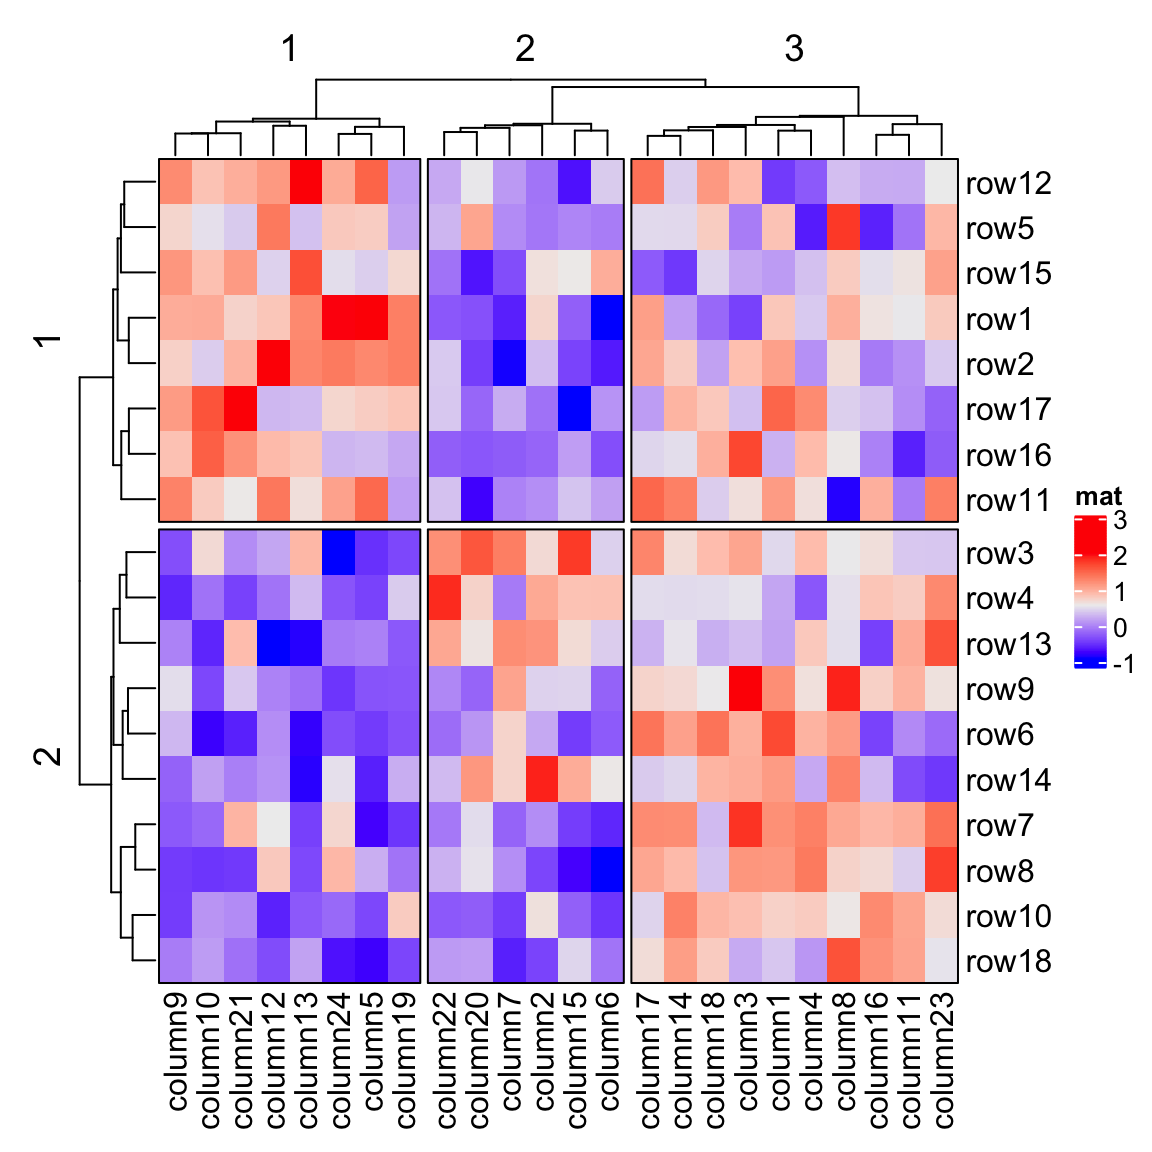 1 2 3
1
2
row12
row5
row15
row1
row2
row17
row16
row11
row3
row4
row13
row9
row6
row14
row7
row8
row10
row18
mat
3
2
1
0
-1
column9
column10
column21
column12
column13
column24
column5
column19
column22
column20
column7
column2
column15
column6
column17
column14
column18
column3
column1
column4
column8
column16
column11
column23